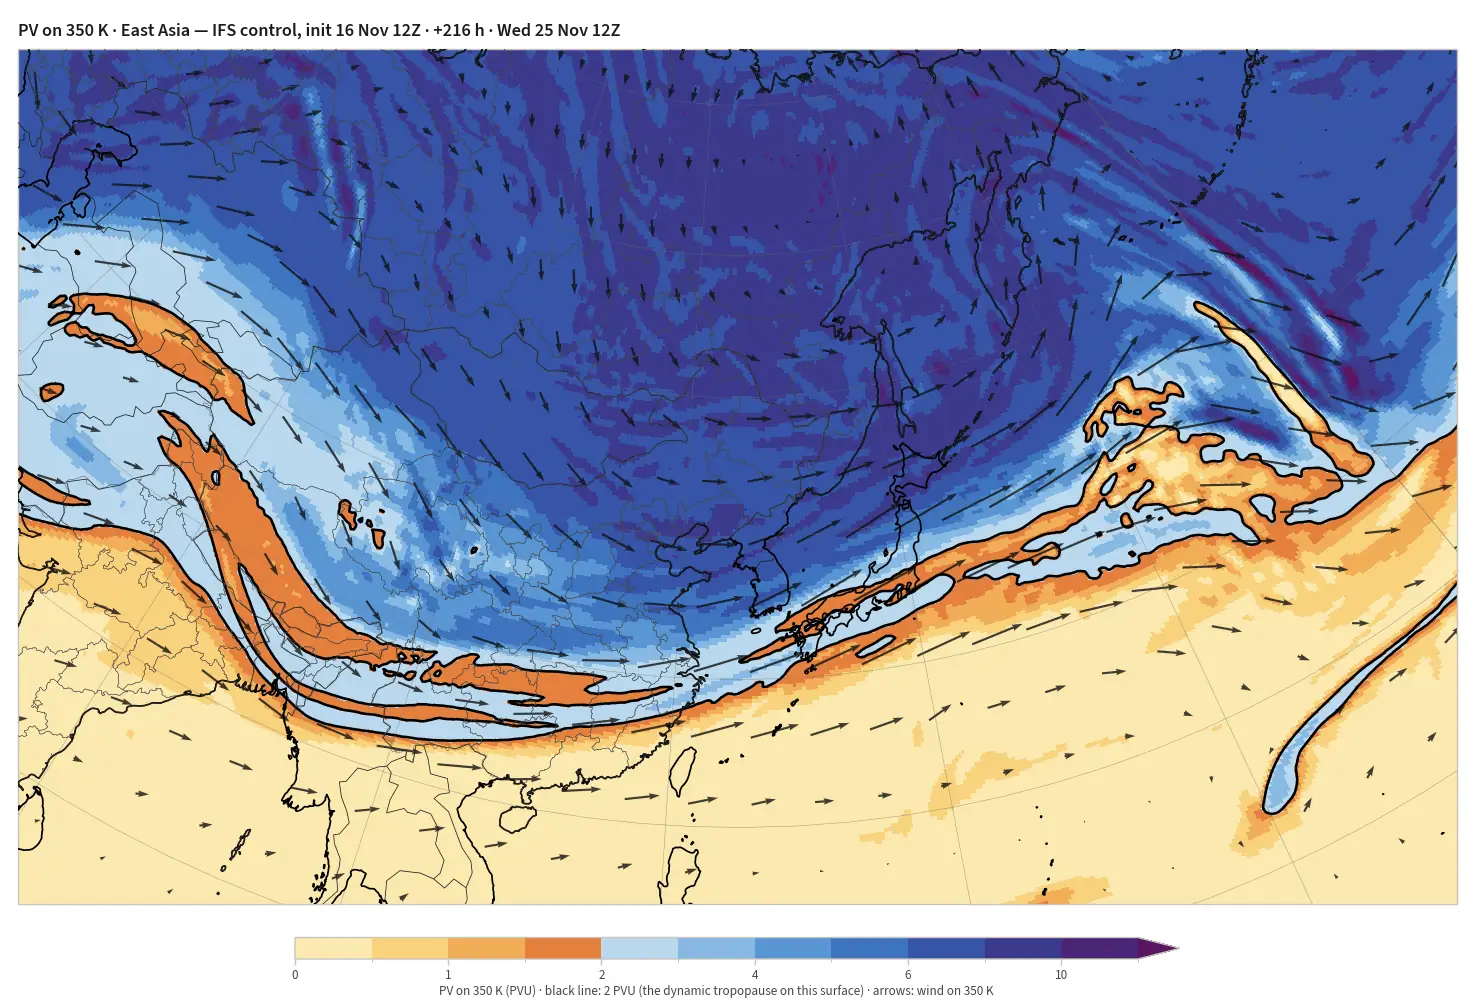 PV on 350 K · East Asia — IFS control, init 16 Nov 12Z · +216 h · Wed 25 Nov 12Z
0 1 2 4 6 10
PV on 350 K (PVU) · black line: 2 PVU (the dynamic tropopause on this surface) · arrows: wind on 350 K